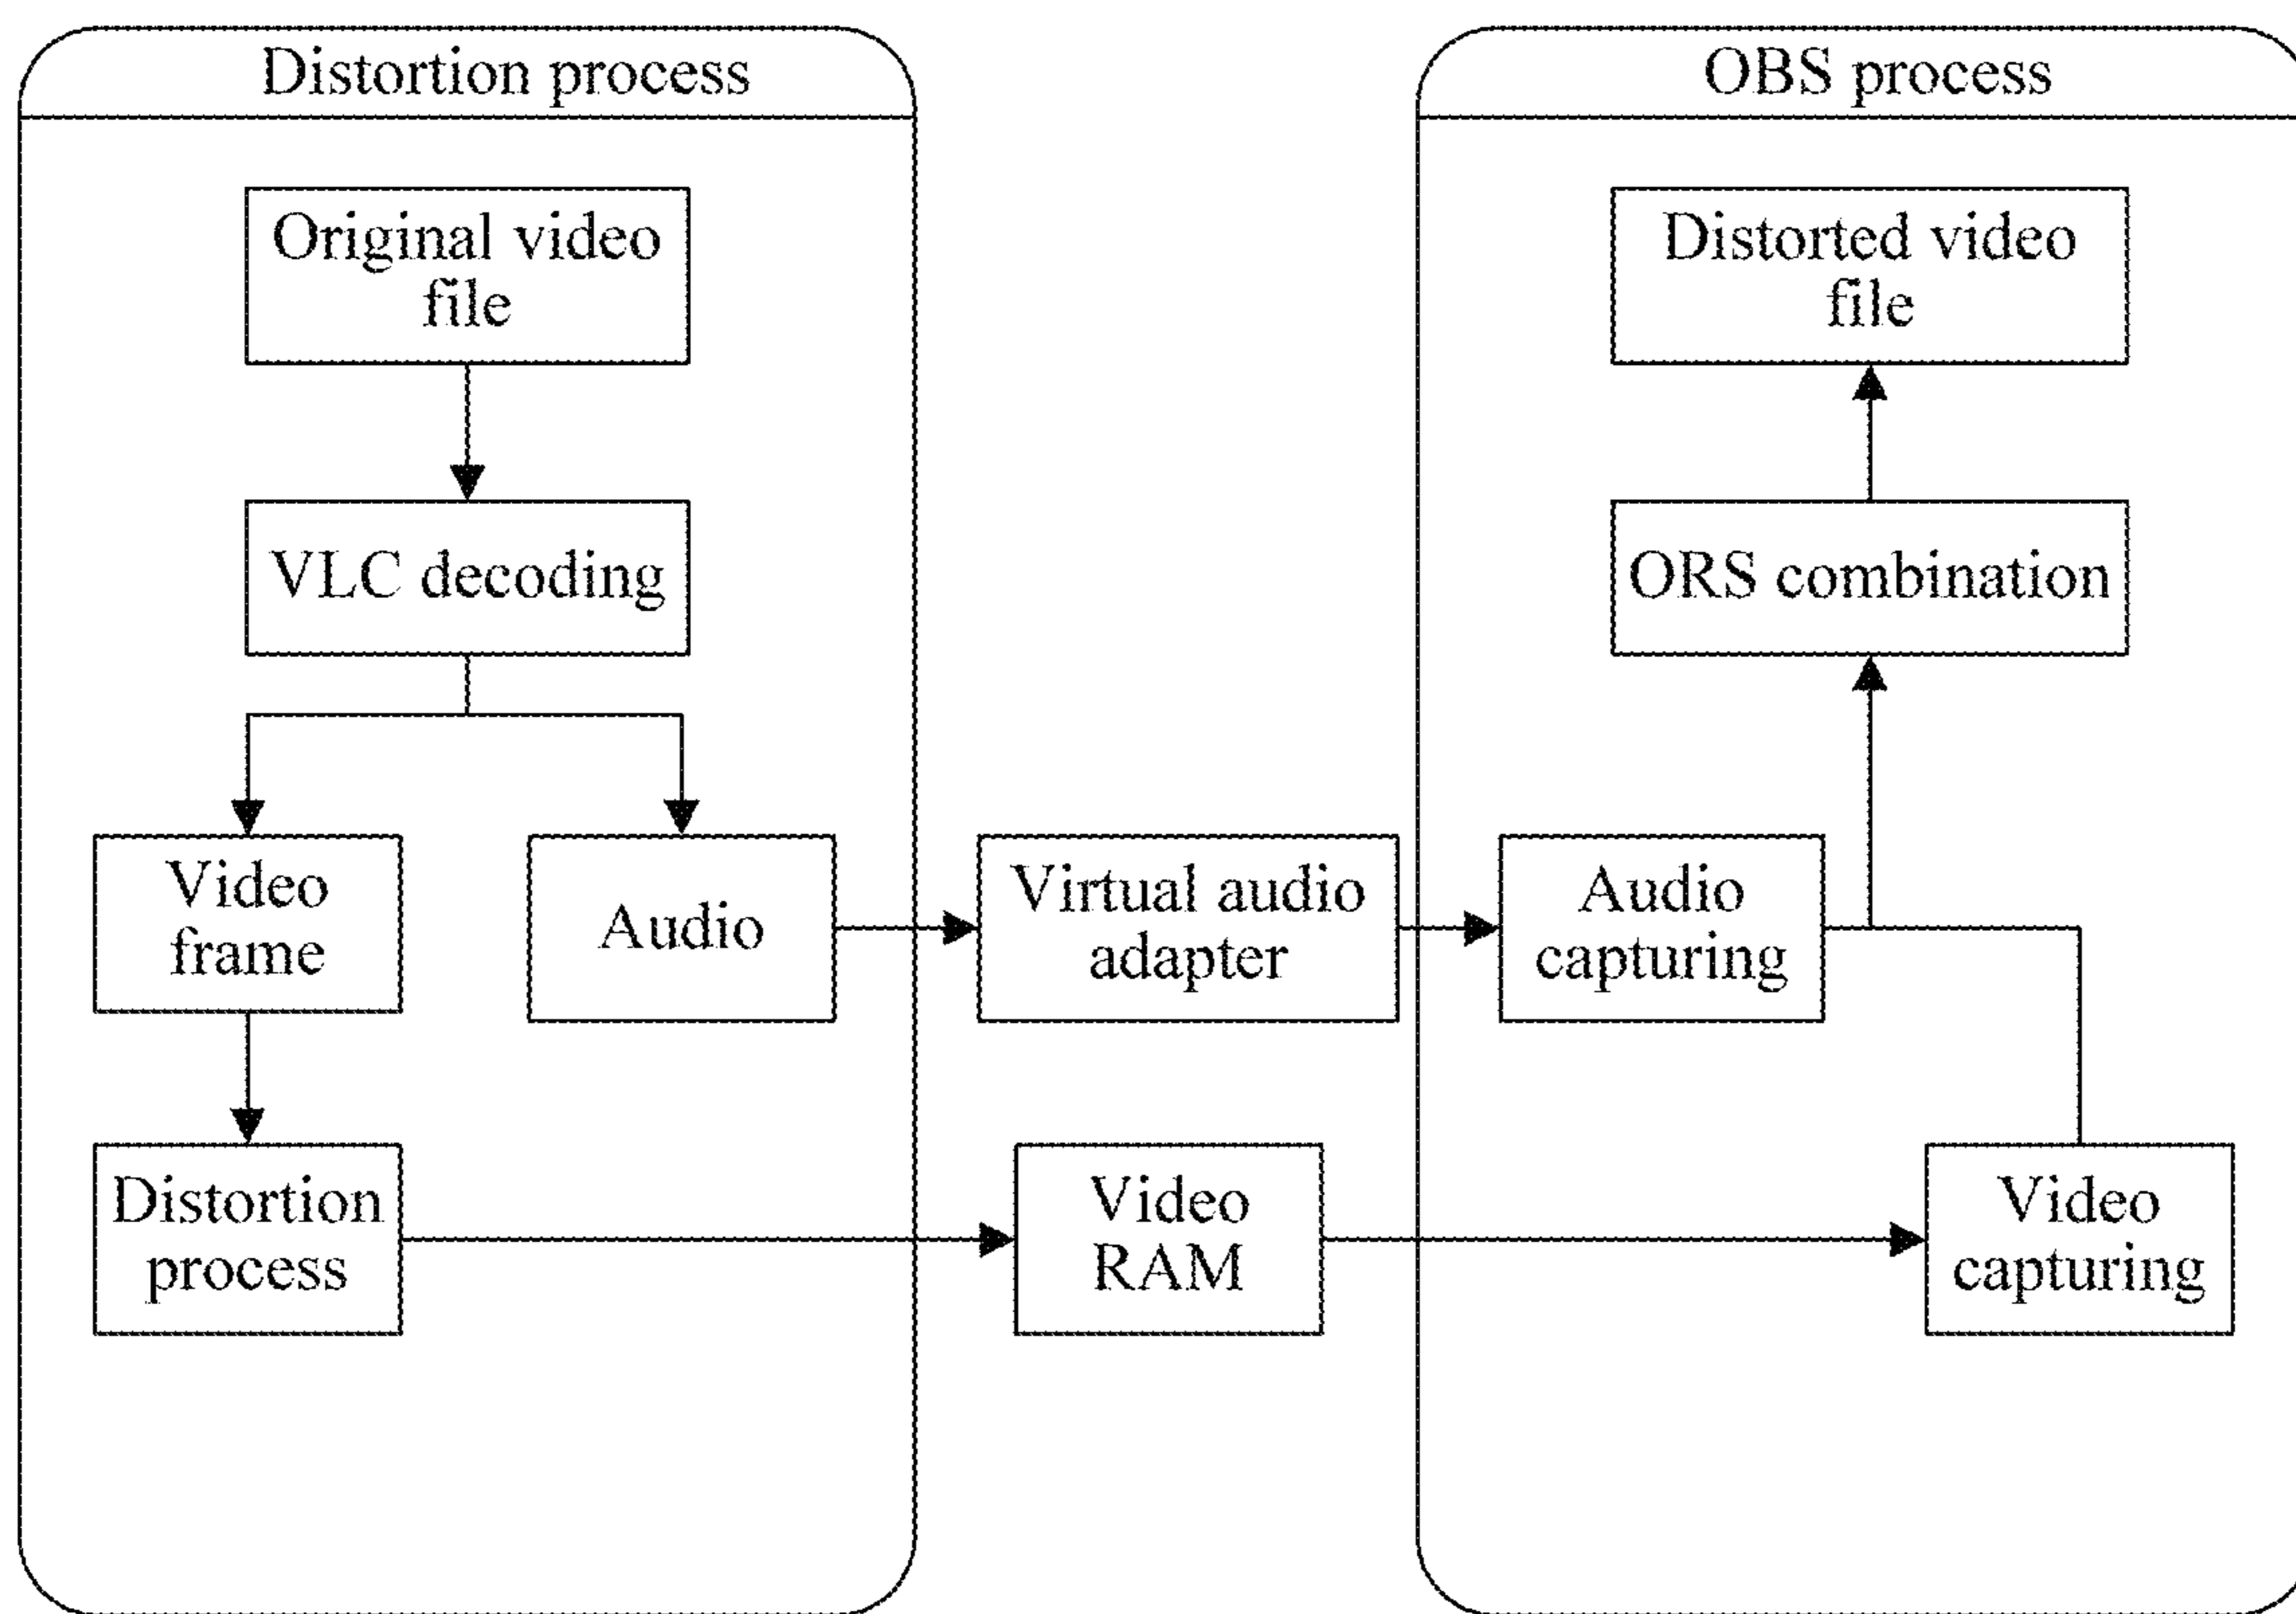 Distortion process
Original video
file
VLC decoding
Video
frame
Audio
Distortion
process
Virtual audio
adapter
Video
RAM
OBS process
Distorted video
file
ORS combination
Audio
capturing
Video
capturing